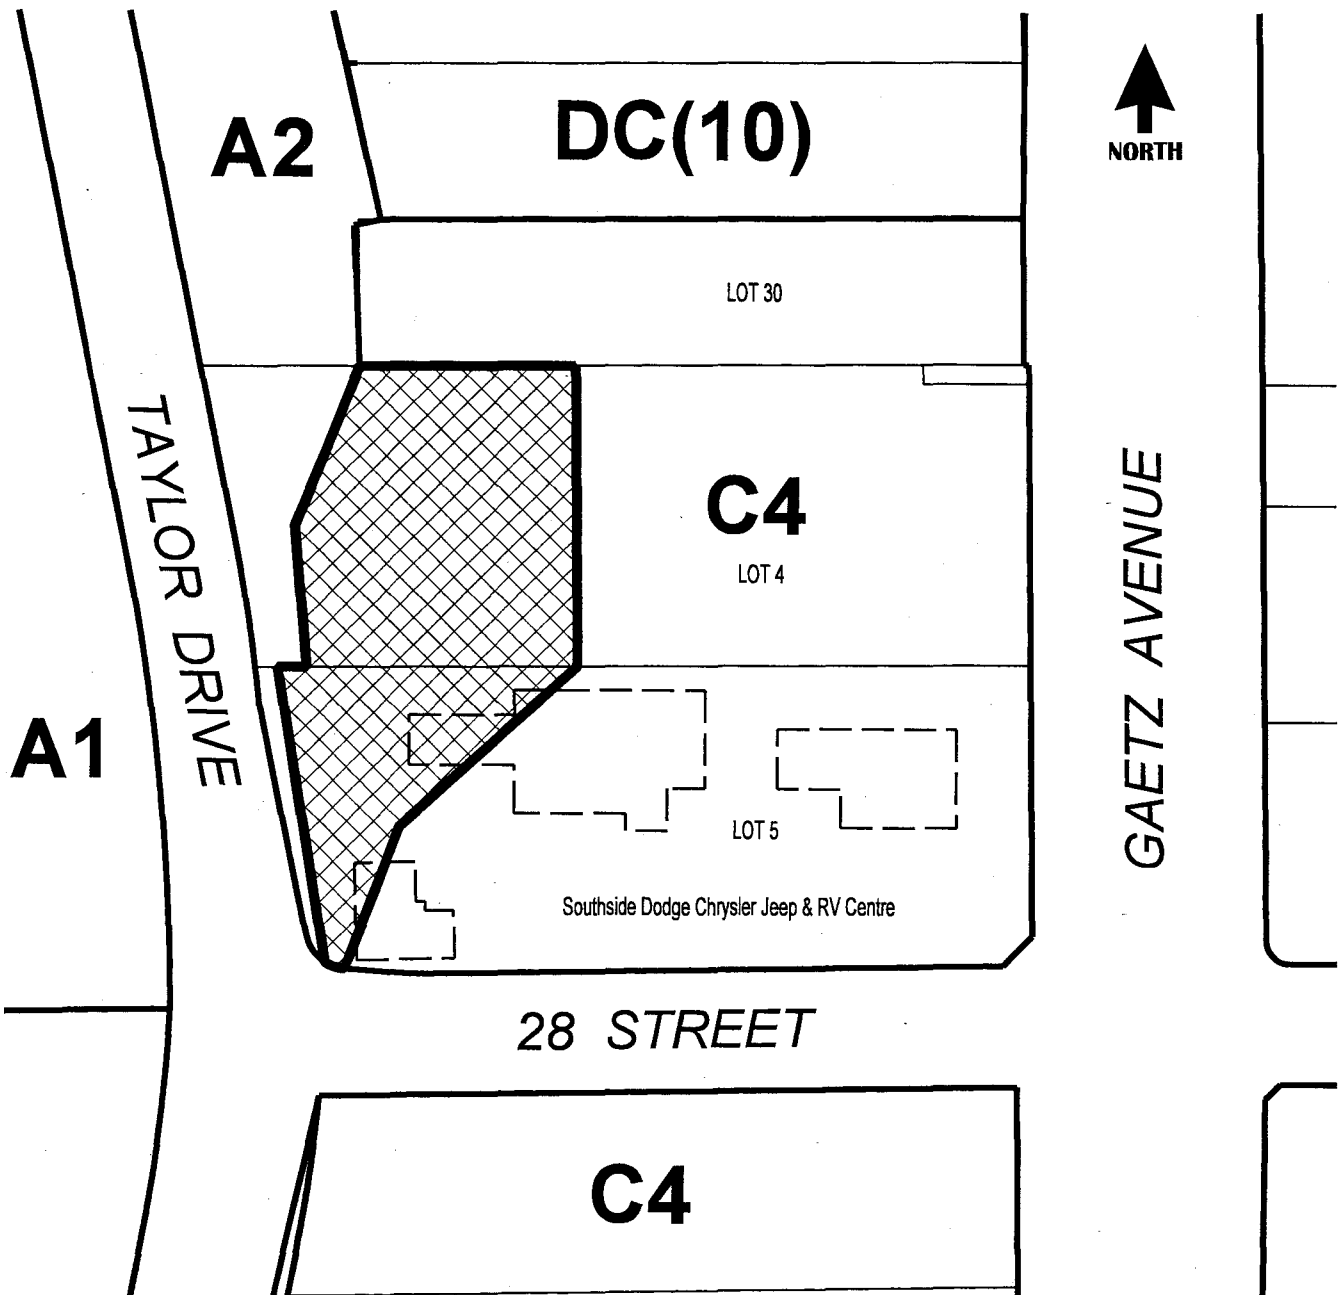 A2
DC(10)
NORTH
LOT 30
TAYLOR DRIVE
C4
LOT 4
GAETZ AVENUE
A1
LOT 5
Southside Dodge Chrysler Jeep & RV Centre
28 STREET
C4